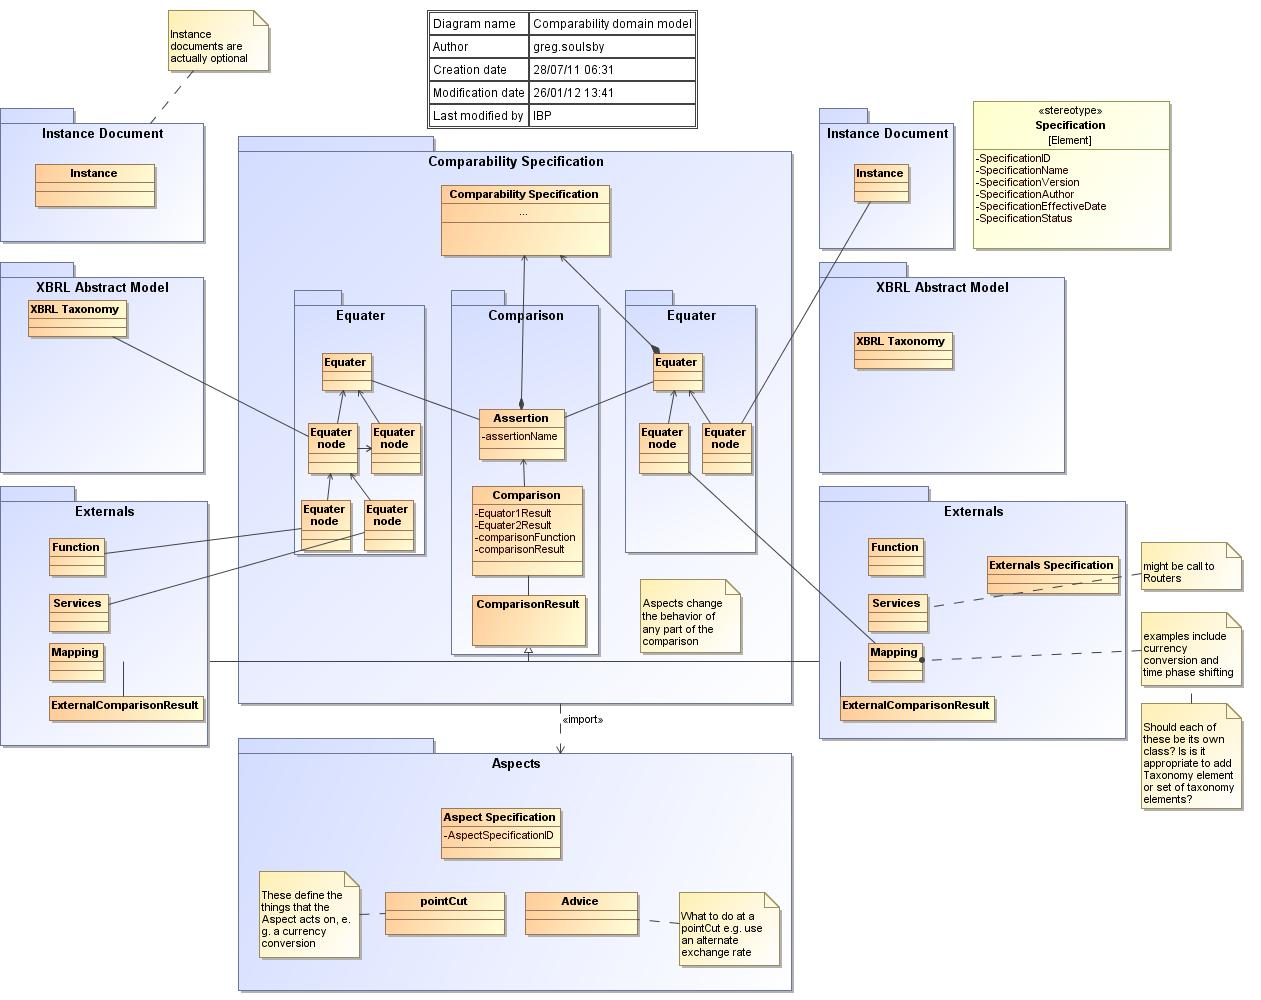 Instance
documents are
actually optional
Diagram name Comparability domain model
Author greg.soulsby
Creation date 28/07/11 06:31
Modification date 26/01/12 13:41
Last modified by IBP
Instance Document
Instance
XBRL Abstract Model
XBRL Taxonomy
Externals
Function
Services
Mapping
ExternalComparisonResult
Comparability Specification
Comparability Specification
...
Equater
Equater
Equater
node
Equater
node
Equater
node
Equater
node
Comparison
Assertion
-assertionName
Comparison
-Equator1Result
-Equater2Result
-comparisonFunction
-comparisonResult
ComparisonResult
Equater
Equater
Equater
node
Equater
node
Aspects change
the behavior of
any part of the
comparison
«import»
Aspects
Aspect Specification
-AspectSpecificationID
These define the
things that the
Aspect acts on, e.
g. a currency
conversion
pointCut
Advice
What to do at a
pointCut e.g. use
an alternate
exchange rate
Instance Document
Instance
«stereotype»
Specification
[Element]
-SpecificationID
-SpecificationName
-SpecificationVersion
-SpecificationAuthor
-SpecificationEffectiveDate
-SpecificationStatus
XBRL Abstract Model
XBRL Taxonomy
Externals
Function
Externals Specification
Services
Mapping
ExternalComparisonResult
might be call to
Routers
examples include
currency
conversion and
time phase shifting
Should each of
these be its own
class? Is is it
appropriate to add
Taxonomy element
or set of taxonomy
elements?